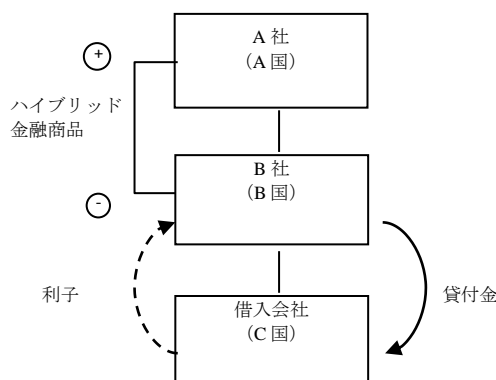 A 社
（A 国）
+
ハイブリッド
金融商品
B 社
（B 国）
-
利子
貸付金
借入会社
（C 国）